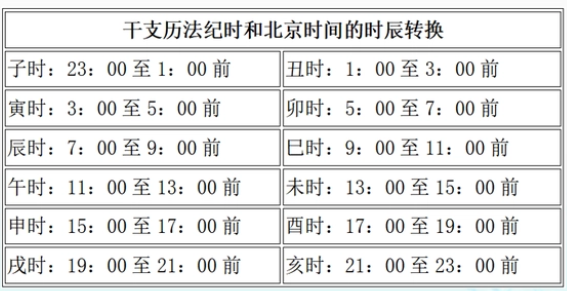 干支历法纪时和北京时间的时辰转换
子时：23：00 至 1：00 前 丑时：1：00 至 3：00 前
寅时：3：00 至 5：00 前 卯时：5：00 至 7：00 前
辰时：7：00 至 9：00 前 巳时：9：00 至 11：00 前
午时：11：00 至 13：00 前 未时：13：00 至 15：00 前
申时：15：00 至 17：00 前 酉时：17：00 至 19：00 前
戌时：19：00 至 21：00 前 亥时：21：00 至 23：00 前